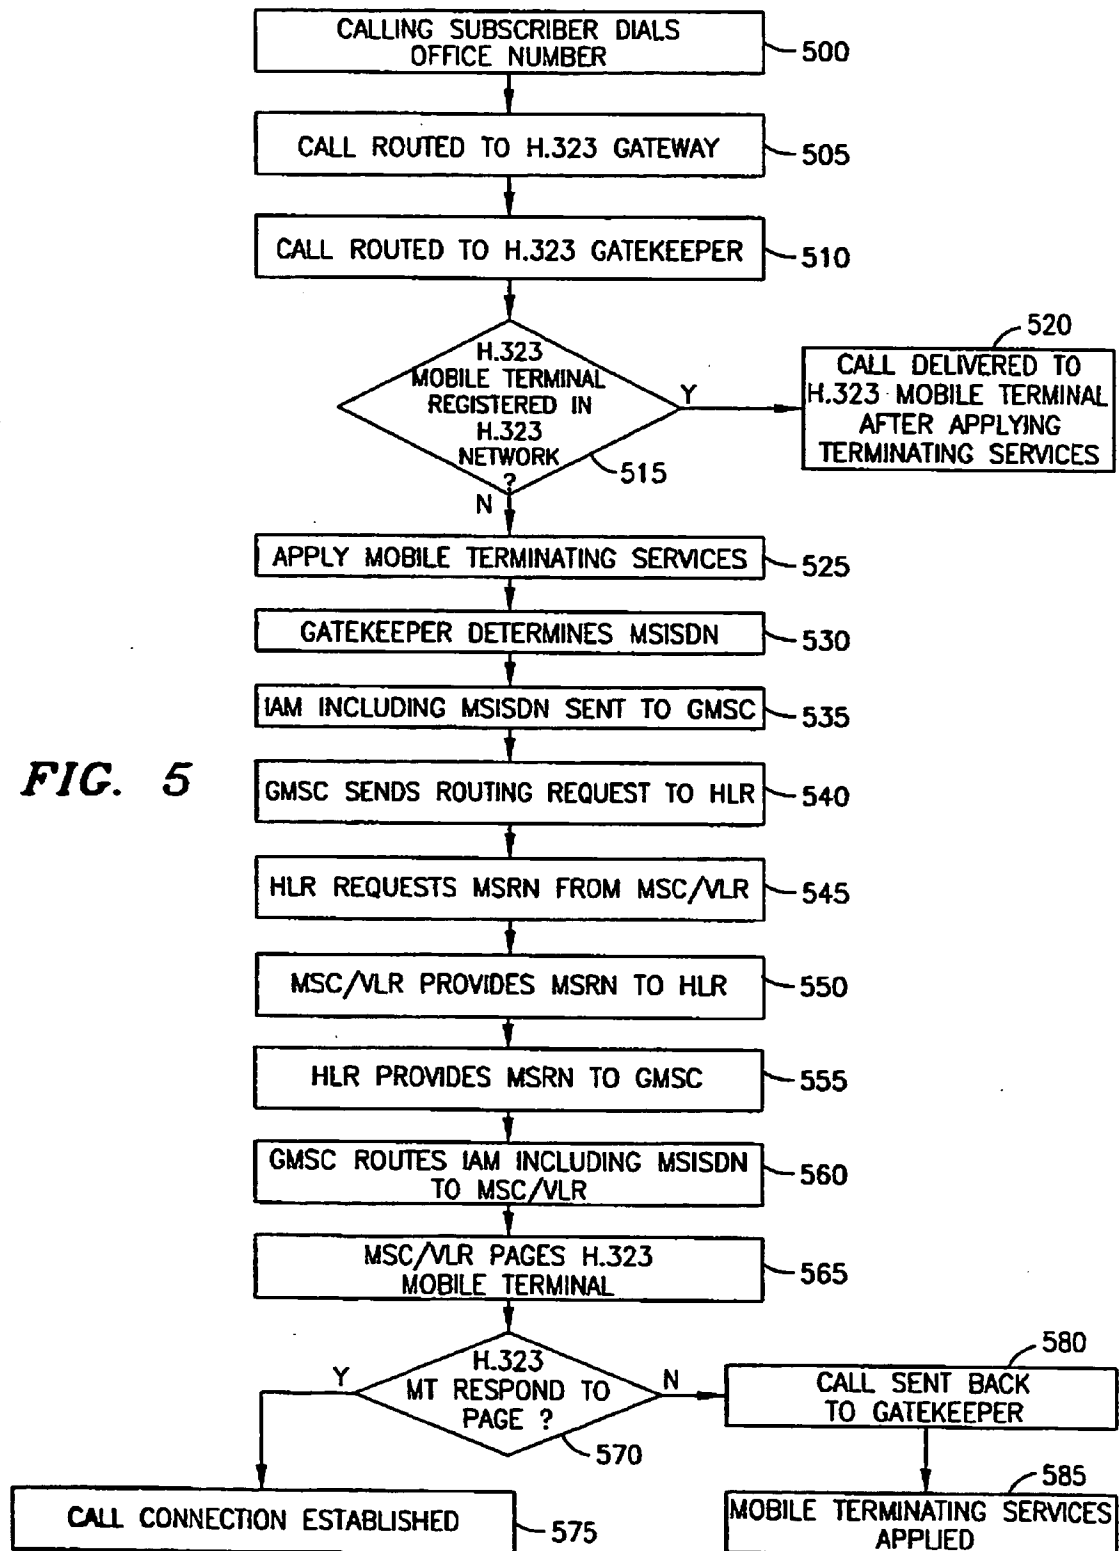 CALLING SUBSCRIBER DIALS
OFFICE NUMBER
500
CALL ROUTED TO H.323 GATEWAY
505
CALL ROUTED TO H.323 GATEKEEPER
510
H.323
MOBILE TERMINAL
REGISTERED IN
H.323
NETWORK
?
515
Y
520
CALL DELIVERED TO
H.323 MOBILE TERMINAL
AFTER APPLYING
TERMINATING SERVICES
N
APPLY MOBILE TERMINATING SERVICES
525
GATEKEEPER DETERMINES MSISDN
530
IAM INCLUDING MSISDN SENT TO GMSC
535
FIG. 5
GMSC SENDS ROUTING REQUEST TO HLR
540
HLR REQUESTS MSRN FROM MSC/VLR
545
MSC/VLR PROVIDES MSRN TO HLR
550
HLR PROVIDES MSRN TO GMSC
555
GMSC ROUTES IAM INCLUDING MSISDN
TO MSC/VLR
560
MSC/VLR PAGES H.323
MOBILE TERMINAL
565
H.323
MT RESPOND TO
PAGE ?
570
Y
N
580
CALL SENT BACK
TO GATEKEEPER
CALL CONNECTION ESTABLISHED
575
585
MOBILE TERMINATING SERVICES
APPLIED